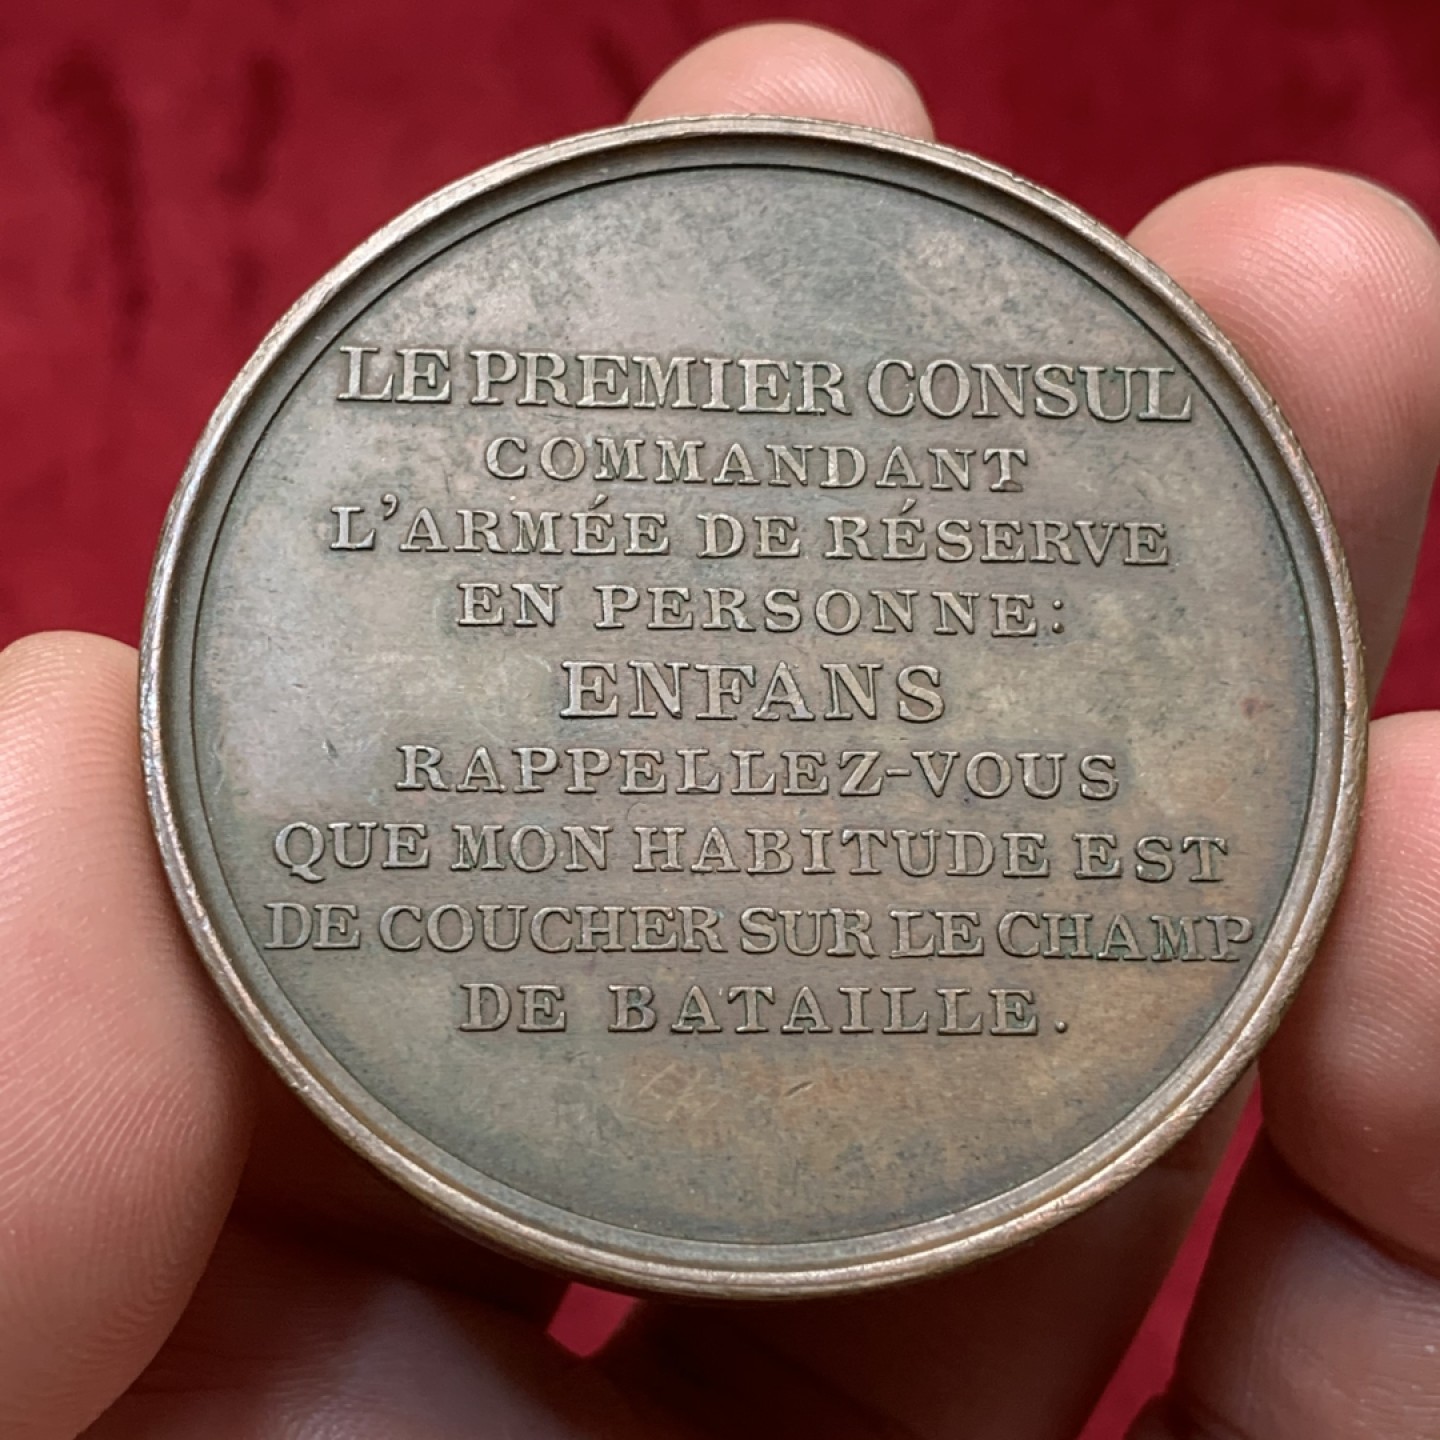 LE PREMIER CONSUL
COMMANDANT
L'ARMÉE DE RÉSERVE
EN PERSONNE:
ENFANS
RAPPELLEZ-VOUS
QUE MON HABITUDE EST
DE COUCHER SUR LE CHAMP
DE BATAILLE.